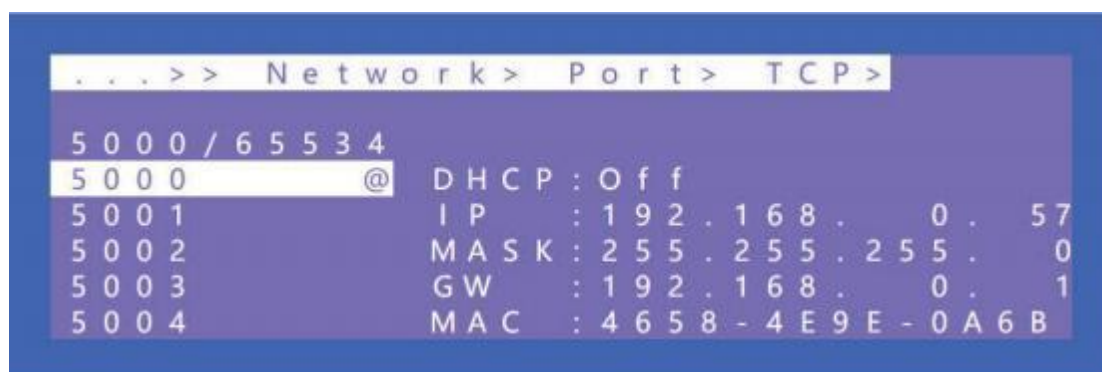 ...>> Network> Port> TCP>
5000/65534
5000 @ DHCP:Off
5001 IP :192.168. 0. 57
5002 MASK:255.255.255. 0
5003 GW :192.168. 0. 1
5004 MAC :4658-4E9E-0A6B